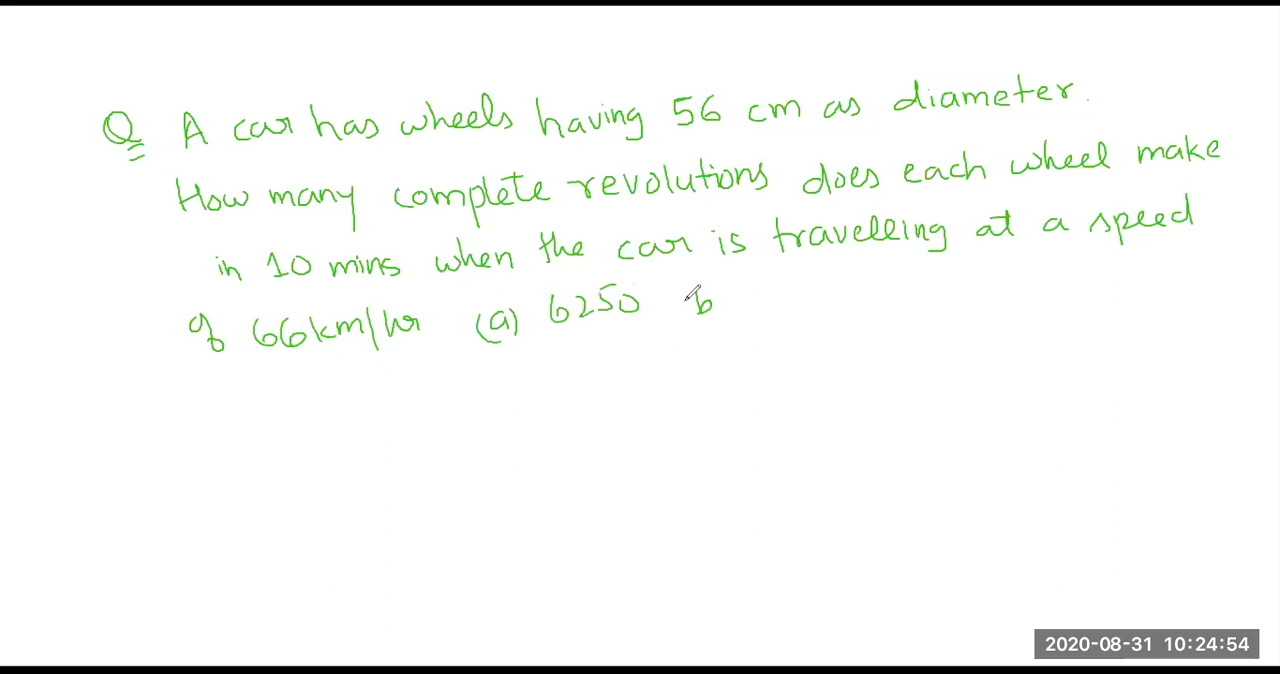 Q A car has wheels having 56 cm as diameter.
How many complete revolutions does each wheel make
in 10 mins when the car is travelling at a speed
of 66km/hr (a) 6250 b
2020-08-31 10:24:54